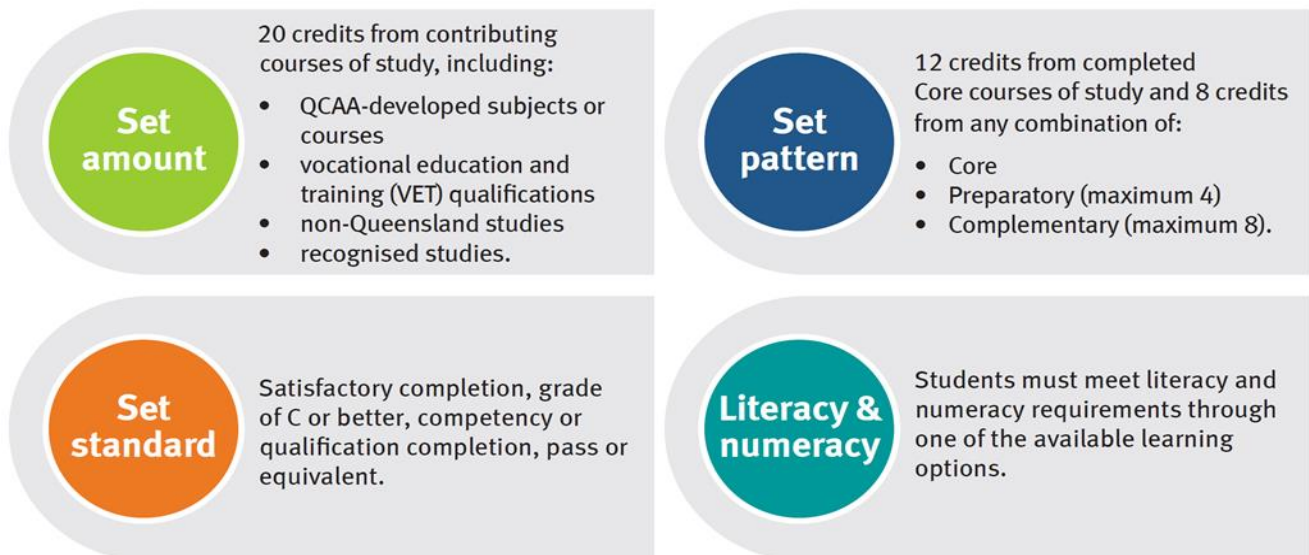 Set
amount
20 credits from contributing
courses of study, including:
• QCAA-developed subjects or
courses
• vocational education and
training (VET) qualifications
• non-Queensland studies
• recognised studies.
Set
pattern
12 credits from completed
Core courses of study and 8 credits
from any combination of:
• Core
• Preparatory (maximum 4)
• Complementary (maximum 8).
Set
standard
Satisfactory completion, grade
of C or better, competency or
qualification completion, pass or
equivalent.
Literacy &
numeracy
Students must meet literacy and
numeracy requirements through
one of the available learning
options.